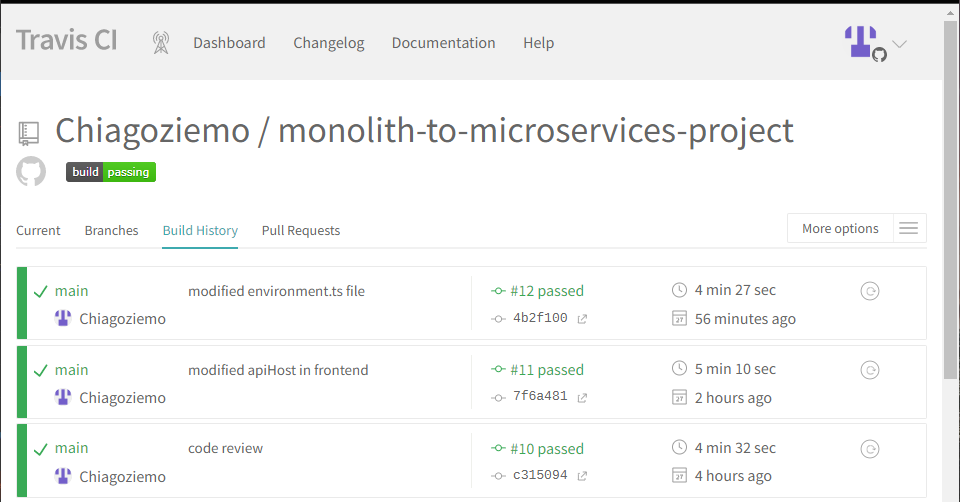 Travis CI Dashboard Changelog Documentation Help
Chiagoziemo / monolith-to-microservices-project
build passing
Current Branches Build History Pull Requests More options
main modified environment.ts file #12 passed 4 min 27 sec
Chiagoziemo 4b2f100 27 56 minutes ago
main modified apiHost in frontend #11 passed 5 min 10 sec
Chiagoziemo 7f6a481 27 2 hours ago
main code review #10 passed 4 min 32 sec
Chiagoziemo c315094 27 4 hours ago